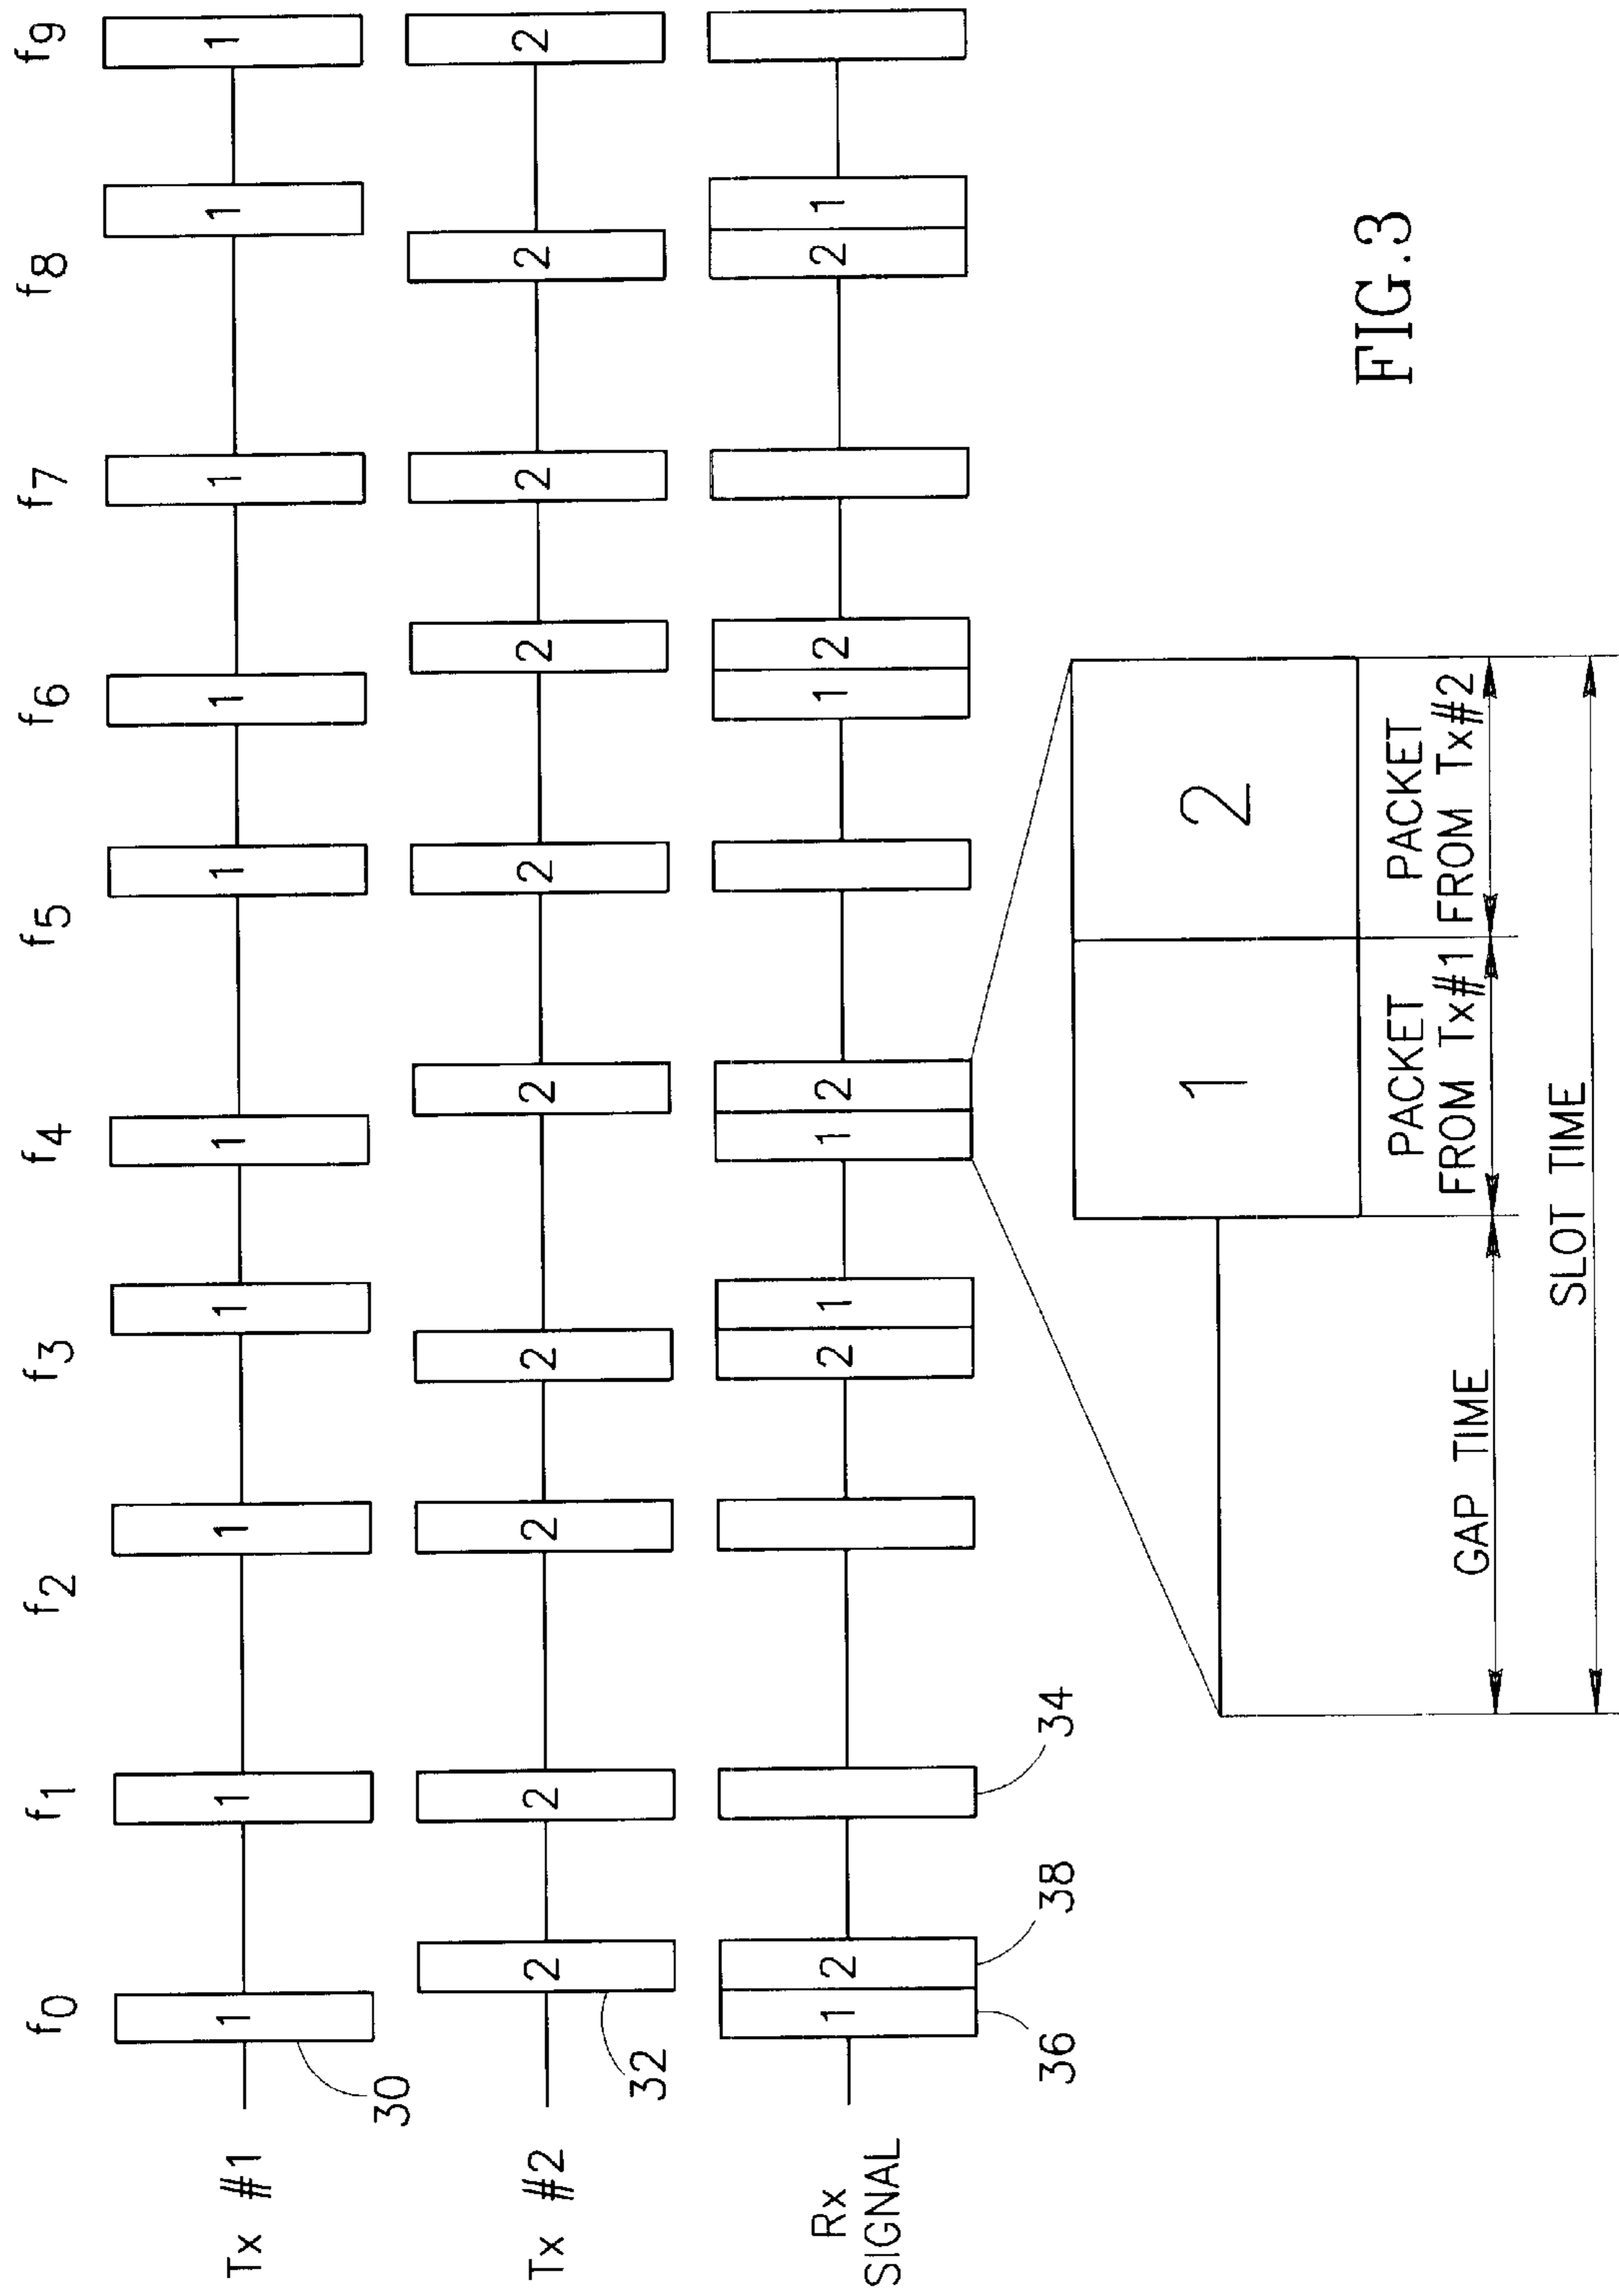 f0 f1 f2 f3 f4 f5 f6 f7 f8 f9
Tx #1 1 1 1 1 1 1 1 1 1 1
30
Tx #2 2 2 2 2 2 2 2 2 2 2
32
Rx
SIGNAL
1 2 2 1 1 2 1 2 2 1
36 38 34
1 2
PACKET PACKET
FROM Tx#1 FROM Tx#2
GAP TIME
SLOT TIME
FIG.3